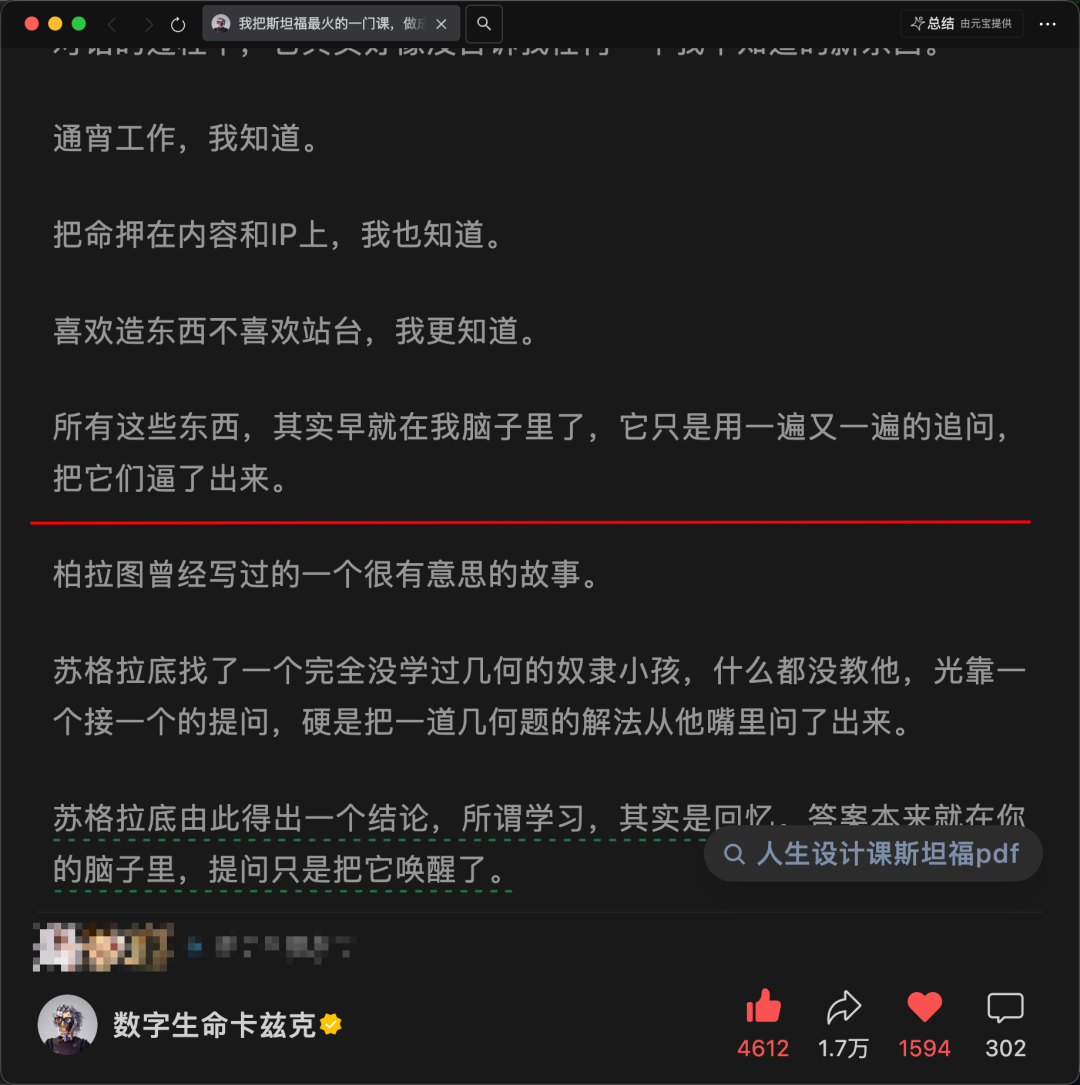 我把斯坦福最火的一门课，做成
总结 由元宝提供
通宵工作，我知道。
把命押在内容和IP上，我也知道。
喜欢造东西不喜欢站台，我更知道。
所有这些东西，其实早就在我脑子里了，它只是用一遍又一遍的追问，
把它们逼了出来。
柏拉图曾经写过的一个很有意思的故事。
苏格拉底找了一个完全没学过几何的奴隶小孩，什么都没教他，光靠一
个接一个的提问，硬是把一道几何题的解法从他嘴里问了出来。
苏格拉底由此得出一个结论，所谓学习，其实是回忆。答案本来就在你
的脑子里，提问只是把它唤醒了。
人生设计课斯坦福pdf
数字生命卡兹克
4612 1.7万 1594 302